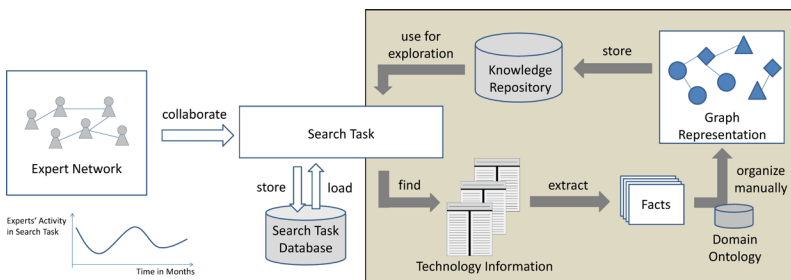 Expert Network
collaborate
Search Task
store
load
Search Task
Database
Experts' Activity
in Search Task
Time in Months
use for
exploration
Knowledge
Repository
store
Graph
Representation
find
Technology Information
extract
Facts
organize
manually
Domain
Ontology